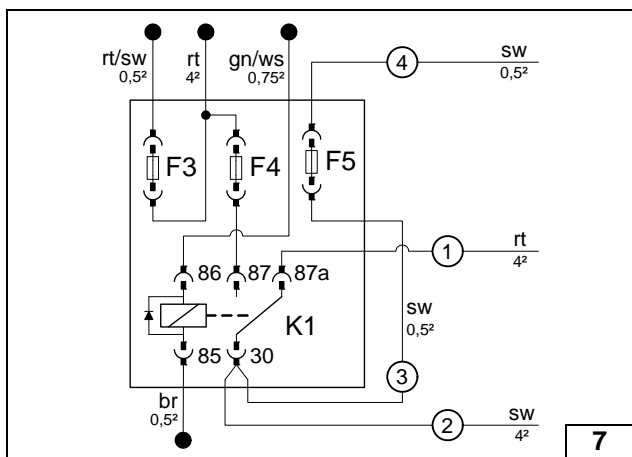 rt/sw rt gn/ws
0,5² 4² 0,75²
4 sw
0,5²
F3 F4 F5
1 rt
4²
86 87 87a
sw
0,5²
K1
85 30
3
br
0,5²
2 sw
4²
7